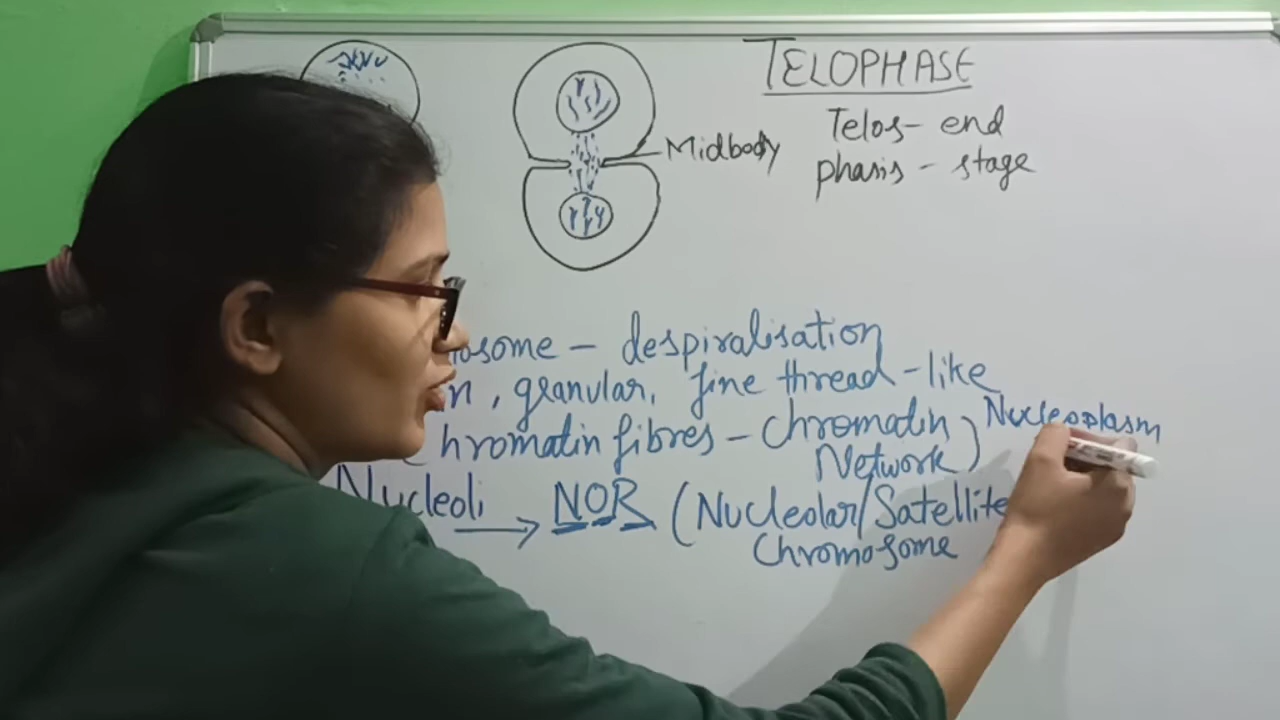 TELOPHASE
Telos - end
phasis - stage
Midbody
osome - despiralisation
n, granular, fine thread-like
hromatin fibres - Chromatin Nucleoplasm
Network)
Nucleoli → NOR (Nucleolar/Satellite
Chromosome